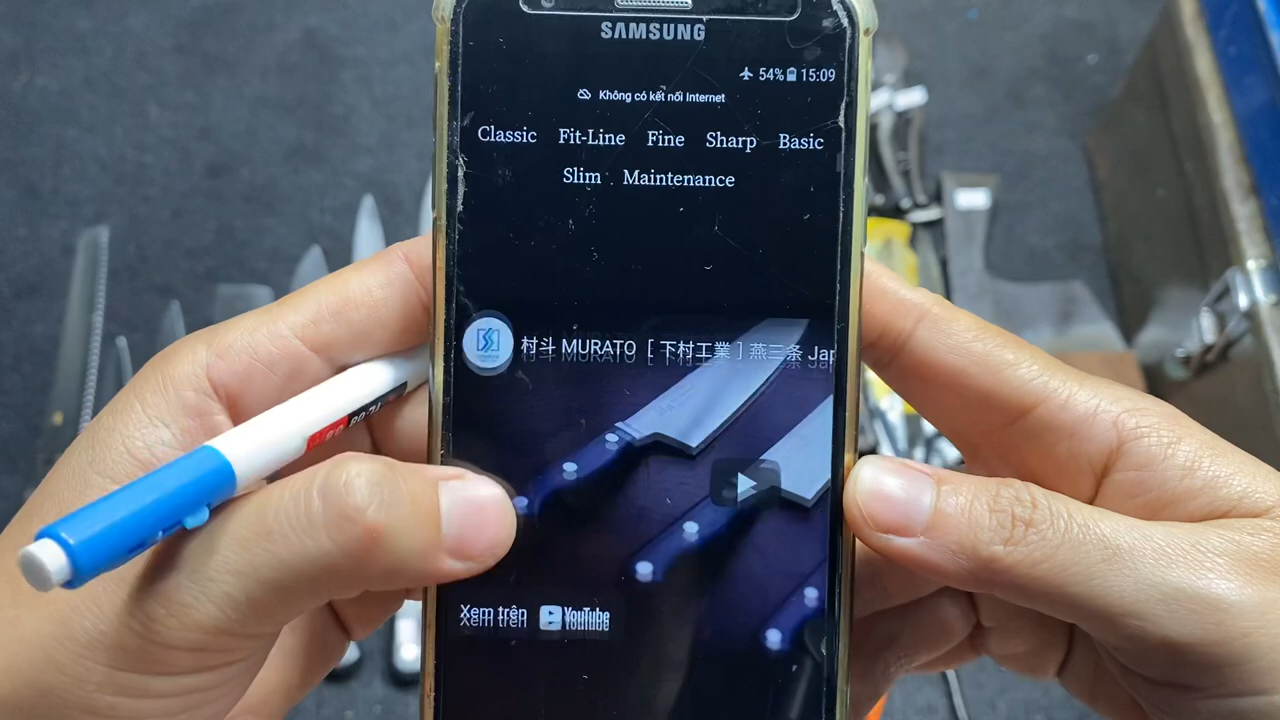 SAMSUNG
54% 15:09
Không có kết nối Internet
Classic Fit-Line Fine Sharp Basic
Slim Maintenance
村斗 MURATO [ 下村工業 ] 燕三条 Jap
Xem trên YouTube